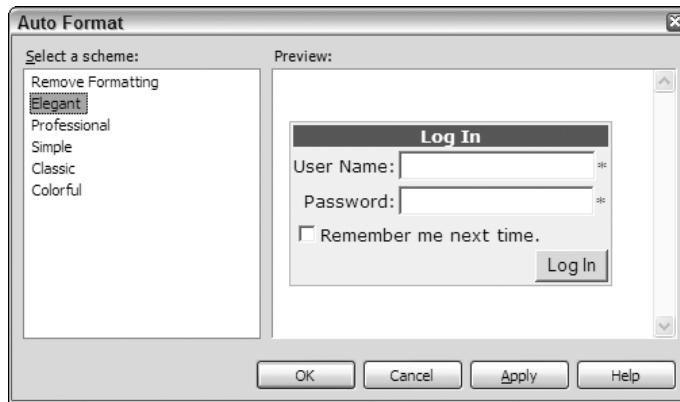 Auto Format
Select a scheme:
Remove Formatting
Elegant
Professional
Simple
Classic
Colorful
Preview:
Log In
User Name: *
Password: *
Remember me next time.
Log In
OK Cancel Apply Help